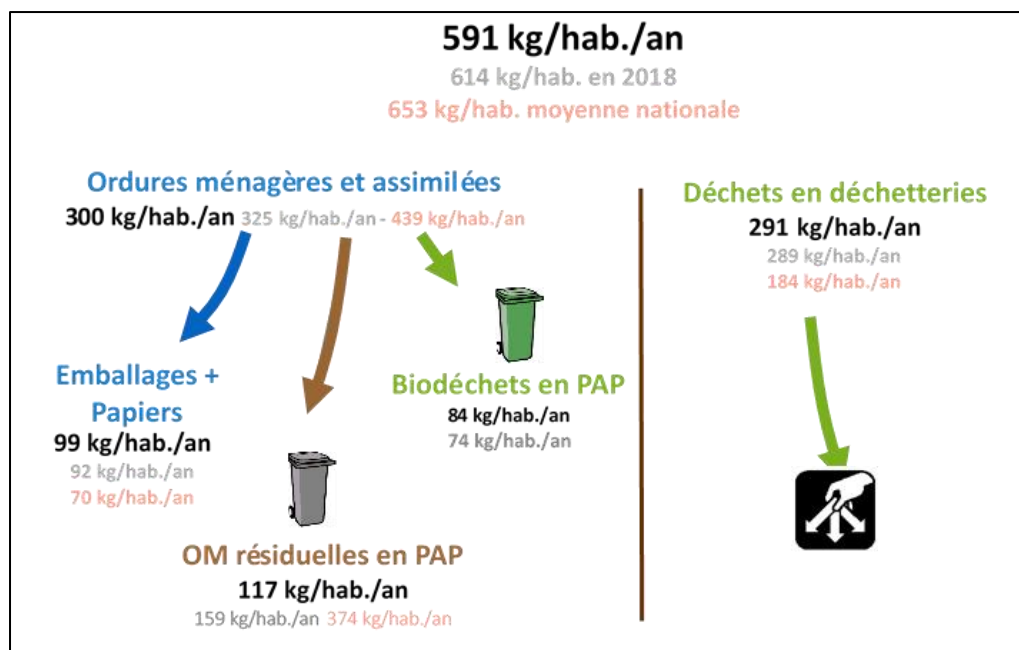 591 kg/hab./an
614 kg/hab. en 2018
653 kg/hab. moyenne nationale
Ordures ménagères et assimilées
300 kg/hab./an 325 kg/hab./an - 439 kg/hab./an
Emballages +
Papiers
99 kg/hab./an
92 kg/hab./an
70 kg/hab./an
OM résiduelles en PAP
117 kg/hab./an
159 kg/hab./an 374 kg/hab./an
Biodéchets en PAP
84 kg/hab./an
74 kg/hab./an
Déchets en déchetteries
291 kg/hab./an
289 kg/hab./an
184 kg/hab./an